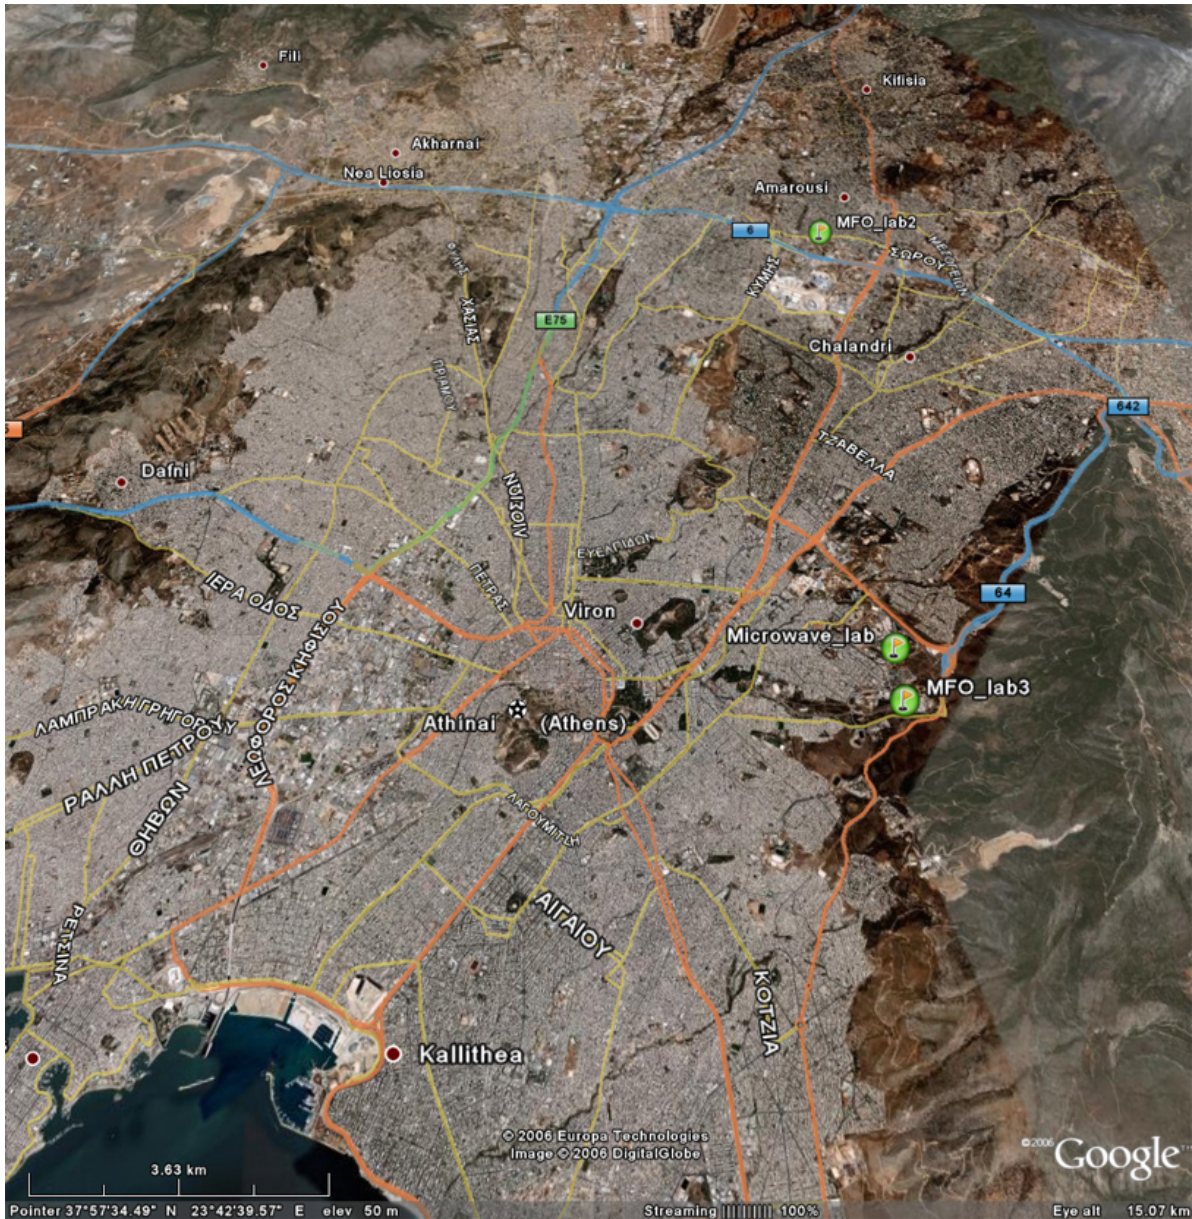 Fili
Kifisia
Akharnai
Nea Liosia
Amarousi
MFO_lab2
6
ΣΩΡΟΥ
ΜΕΣΟΓΕΙΩΝ
ΚΥΜΗΣ
ΧΑΣΙΑΣ
E75
Chalandri
ΠΡΙΑΜΟΥ
642
ΤΖΑΒΕΛΛΑ
Dafni
ΕΥΕΛΠΙΔΩΝ
ΠΕΤΡΑΣ
ΙΕΡΑ ΟΔΟΣ
64
Viron
Microwave_lab
ΛΕΩΦΟΡΟΣ ΚΗΦΙΣΟΥ
MFO_lab3
ΛΑΜΠΡΑΚΗ ΓΡΗΓΟΡΙΟΥ
Athinai (Athens)
ΡΑΛΛΗ ΠΕΤΡΟΥ
ΘΗΒΩΝ
ΛΑΓΟΥΜΙΤΖΗ
ΑΙΓΑΙΟΥ
ΡΕΤΣΙΝΑ
ΚΟΤΖΙΑ
Kallithea
© 2006 Europa Technologies
Image © 2006 DigitalGlobe
©2006 Google™
3.63 km
Pointer 37°57'34.49" N 23°42'39.57" E elev 50 m Streaming ||||||||| 100% Eye alt 15.07 km